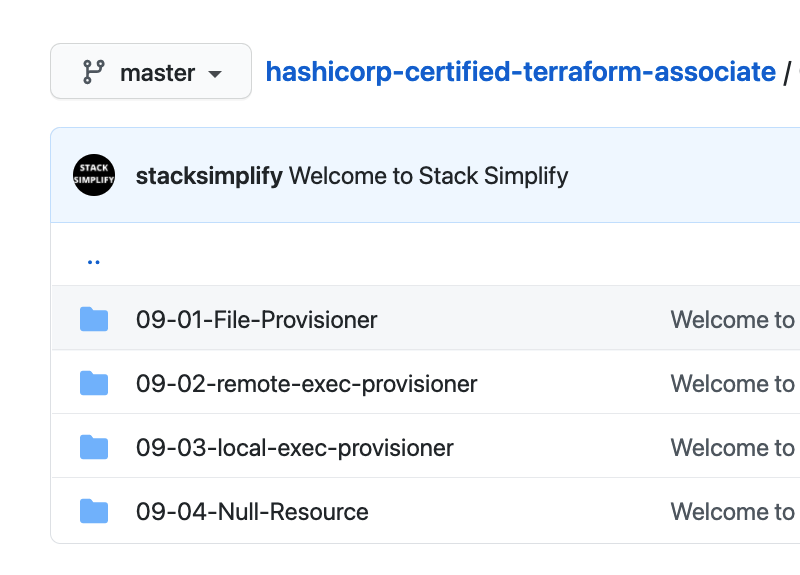 master hashicorp-certified-terraform-associate /
STACK
SIMPLIFY
stacksimplify Welcome to Stack Simplify
..
09-01-File-Provisioner Welcome to
09-02-remote-exec-provisioner Welcome to
09-03-local-exec-provisioner Welcome to
09-04-Null-Resource Welcome to